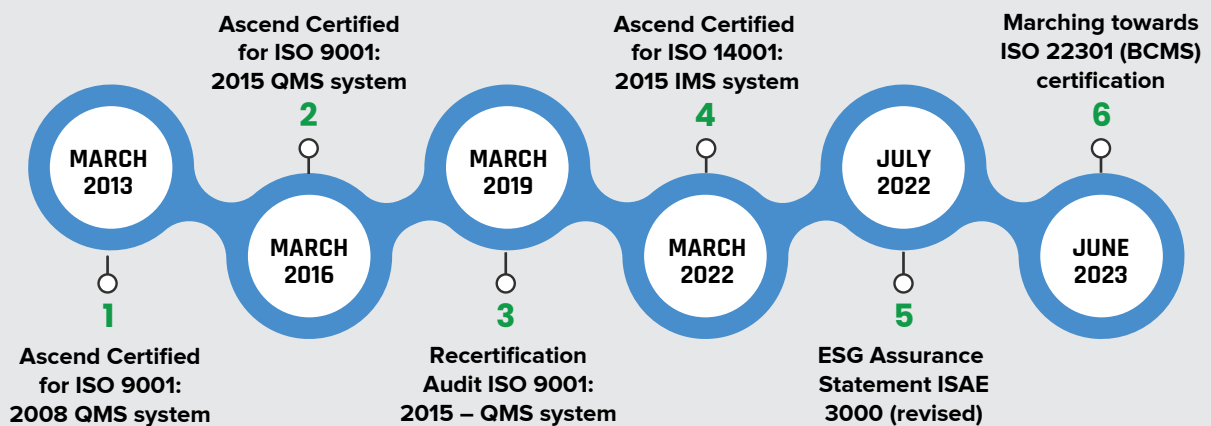 MARCH
2013
1
Ascend Certified
for ISO 9001:
2008 QMS system
Ascend Certified
for ISO 9001:
2015 QMS system
2
MARCH
2016
MARCH
2019
3
Recertification
Audit ISO 9001:
2015 – QMS system
Ascend Certified
for ISO 14001:
2015 IMS system
4
MARCH
2022
JULY
2022
5
ESG Assurance
Statement ISAE
3000 (revised)
Marching towards
ISO 22301 (BCMS)
certification
6
JUNE
2023